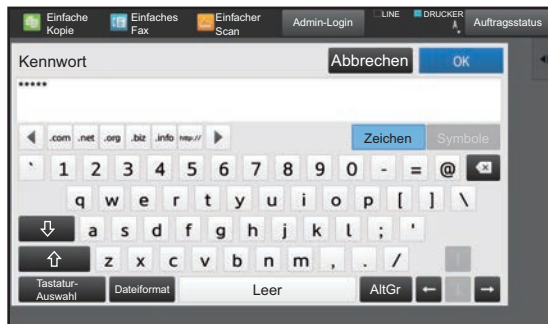 Einfache Kopie Einfaches Fax Einfacher Scan Admin-Login LINE DRUCKER Auftragsstatus
Kennwort Abbrechen OK
*****
.com .net .org .biz .info http:// Zeichen Symbole
` 1 2 3 4 5 6 7 8 9 0 - = @
q w e r t y u i o p [ ] \
a s d f g h j k l ; '
z x c v b n m , . /
Tastatur-Auswahl Dateiformat Leer AltGr